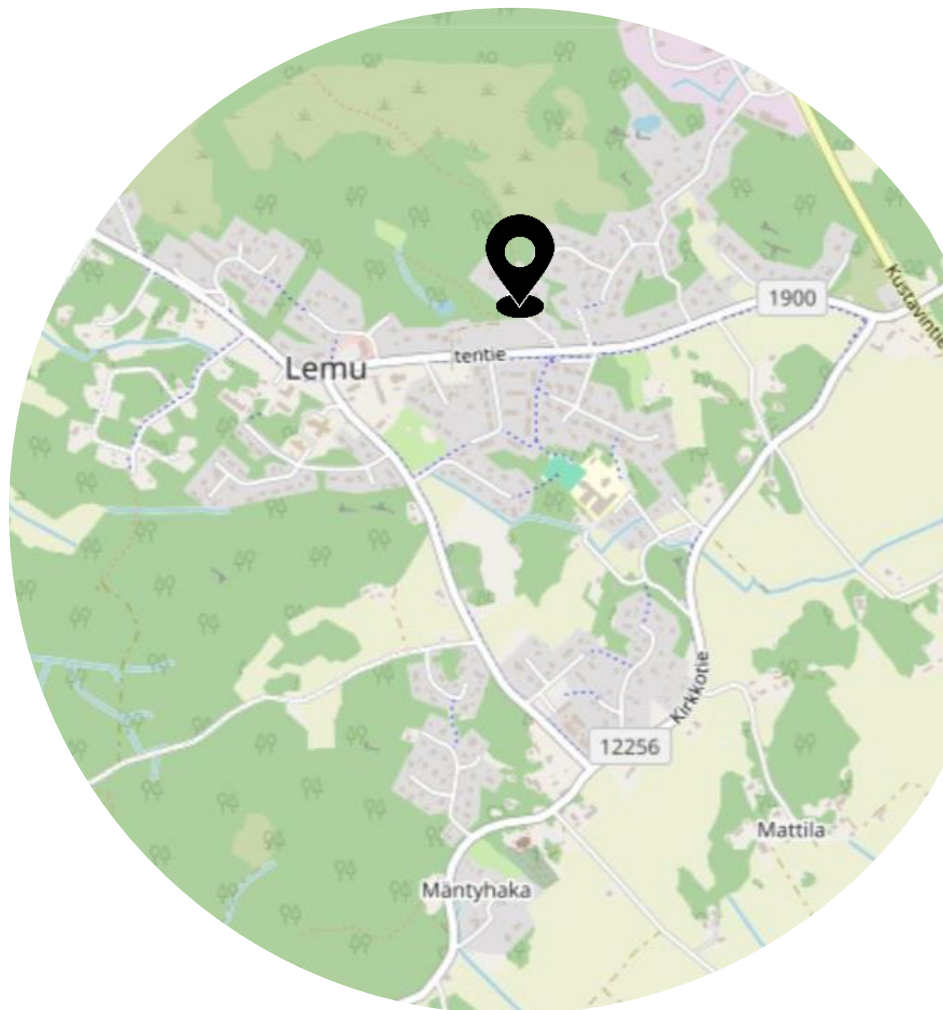 1900
Kustavintie
tentie
Lemu
Kirkkotie
12256
Mattila
Mäntyhaka